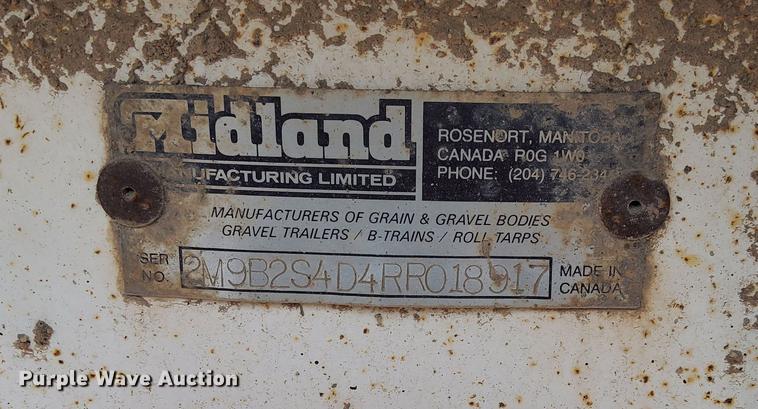 Midland
MANUFACTURING LIMITED
ROSENORT, MANITOBA
CANADA R0G 1W0
PHONE: (204) 746-234
MANUFACTURERS OF GRAIN & GRAVEL BODIES
GRAVEL TRAILERS / B-TRAINS / ROLL TARPS
SER
NO.
2M9B2S4D4RR018917
MADE IN
CANADA
Purple Wave Auction